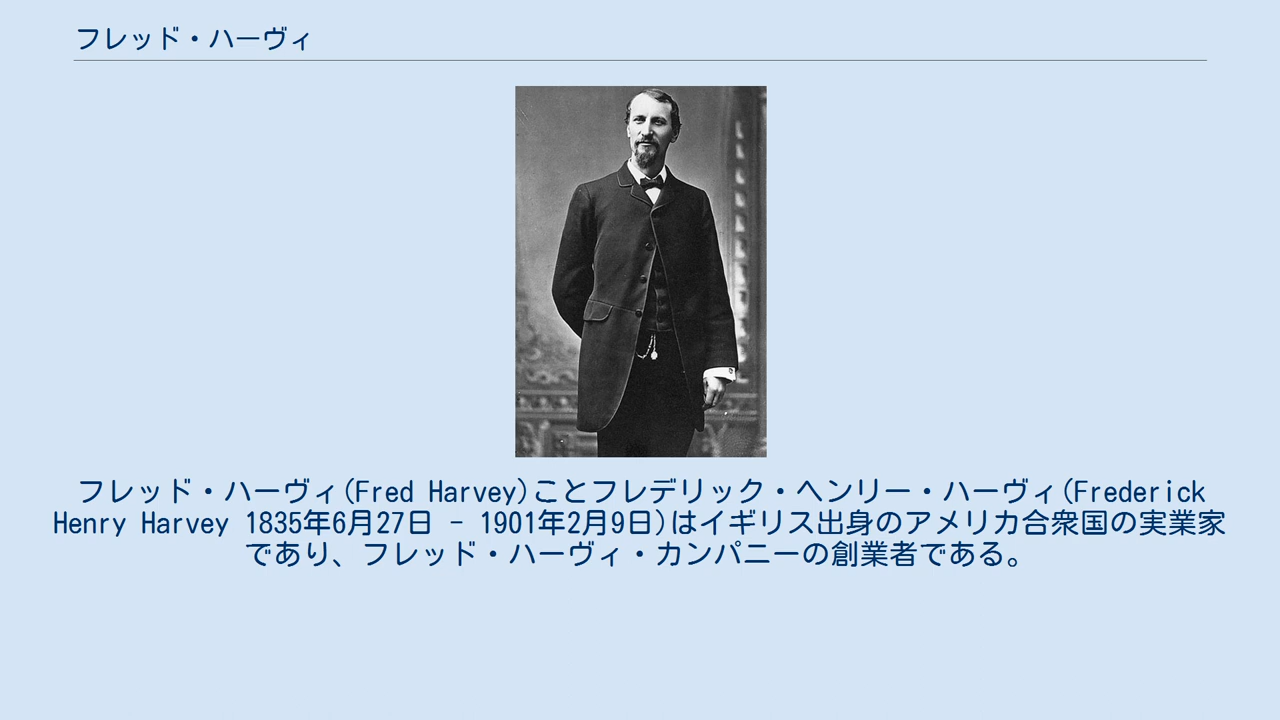 フレッド・ハーヴィ
フレッド・ハーヴィ(Fred Harvey)ことフレデリック・ヘンリー・ハーヴィ(Frederick
Henry Harvey 1835年6月27日 - 1901年2月9日)はイギリス出身のアメリカ合衆国の実業家
であり、フレッド・ハーヴィ・カンパニーの創業者である。